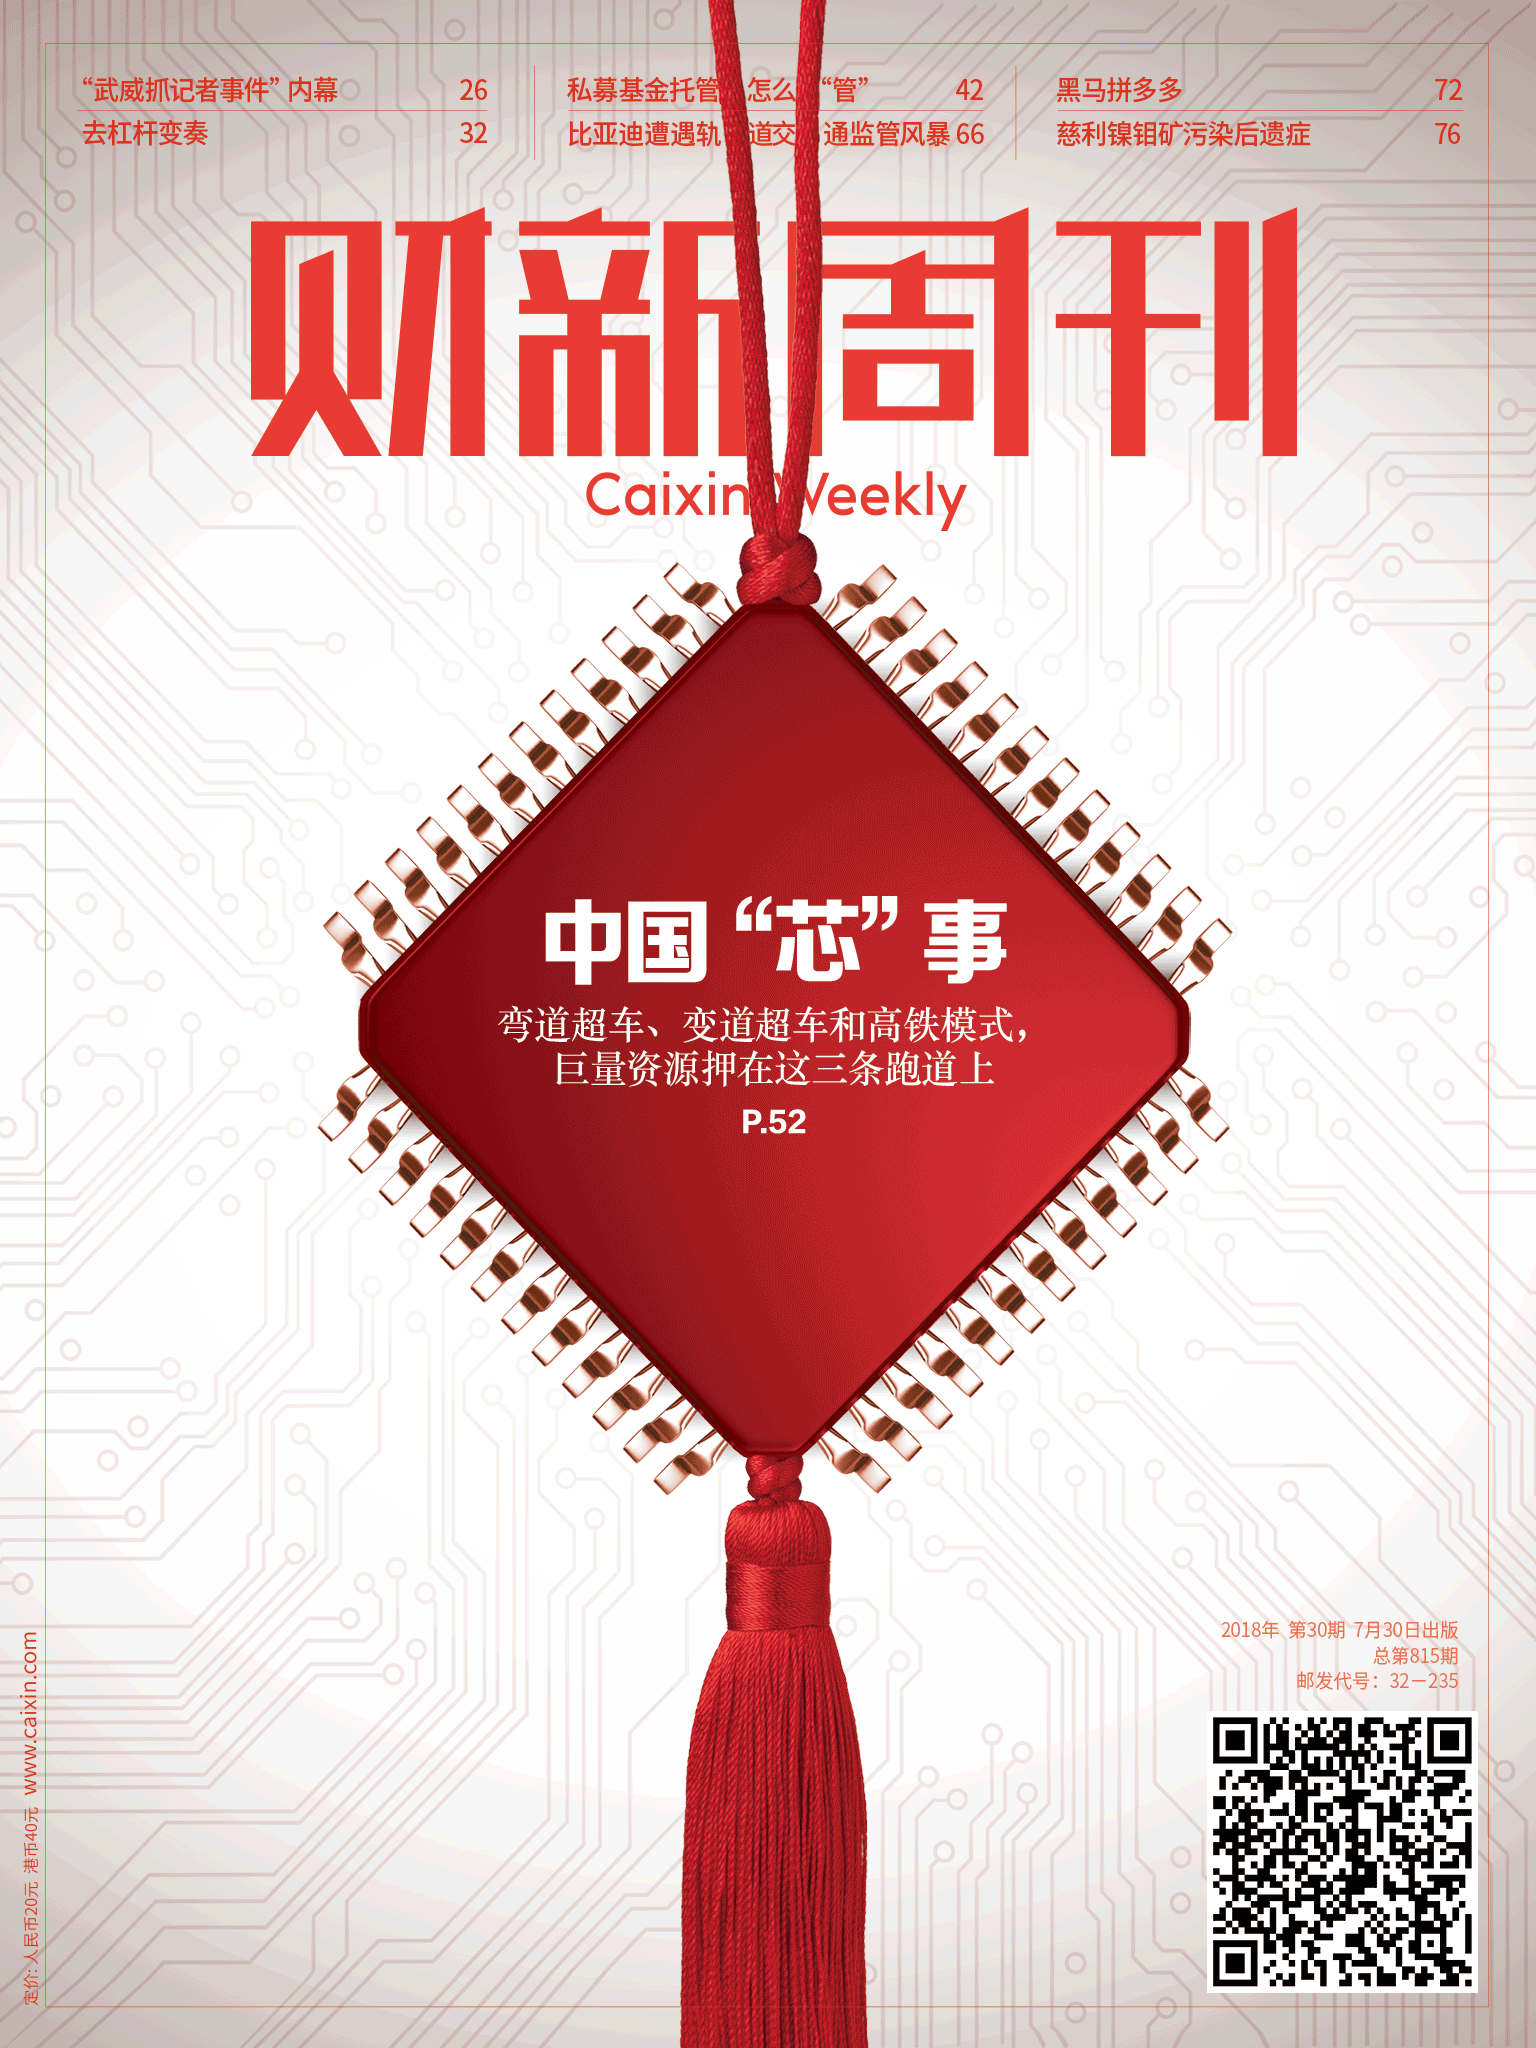 “武威抓记者事件”内幕 26
去杠杆变奏 32
私募基金托管 怎么“管” 42
比亚迪遭遇轨道交通监管风暴 66
黑马拼多多 72
慈利镍钼矿污染后遗症 76
财新周刊
Caixin Weekly
中国“芯”事
弯道超车、变道超车和高铁模式，
巨量资源押在这三条跑道上
P.52
2018年 第30期 7月30日出版
总第815期
邮发代号：32－235
定价: 人民币20元 港币40元 www.caixin.com